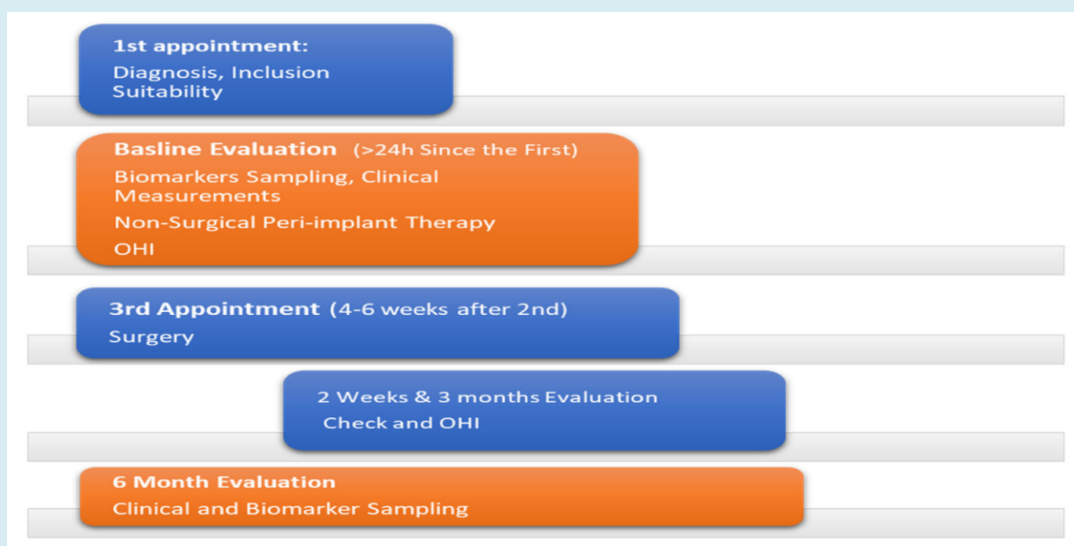 1st appointment:
Diagnosis, Inclusion
Suitability
Basline Evaluation (>24h Since the First)
Biomarkers Sampling, Clinical
Measurements
Non-Surgical Peri-implant Therapy
OHI
3rd Appointment (4-6 weeks after 2nd)
Surgery
2 Weeks & 3 months Evaluation
Check and OHI
6 Month Evaluation
Clinical and Biomarker Sampling